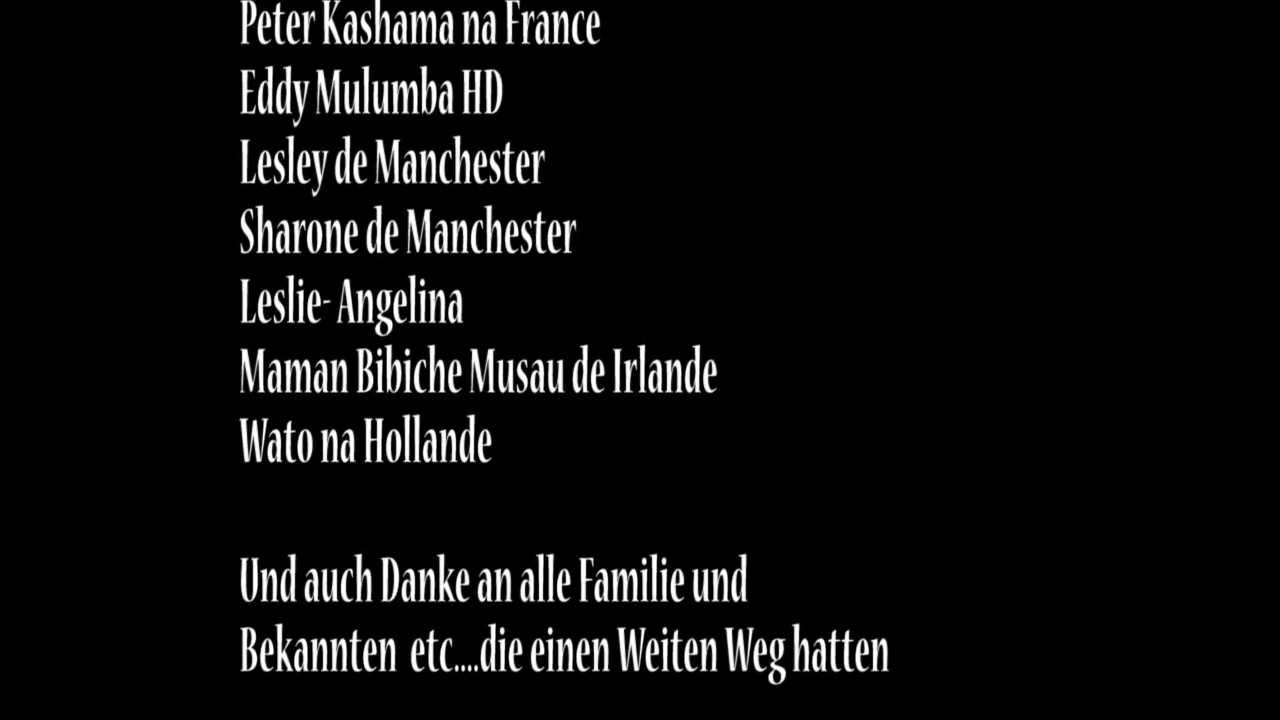 Peter Kashama na France
Eddy Mulumba HD
Lesley de Manchester
Sharone de Manchester
Leslie- Angelina
Maman Bibiche Musau de Irlande
Wato na Hollande
Und auch Danke an alle Familie und
Bekannten  etc....die einen Weiten Weg hatten